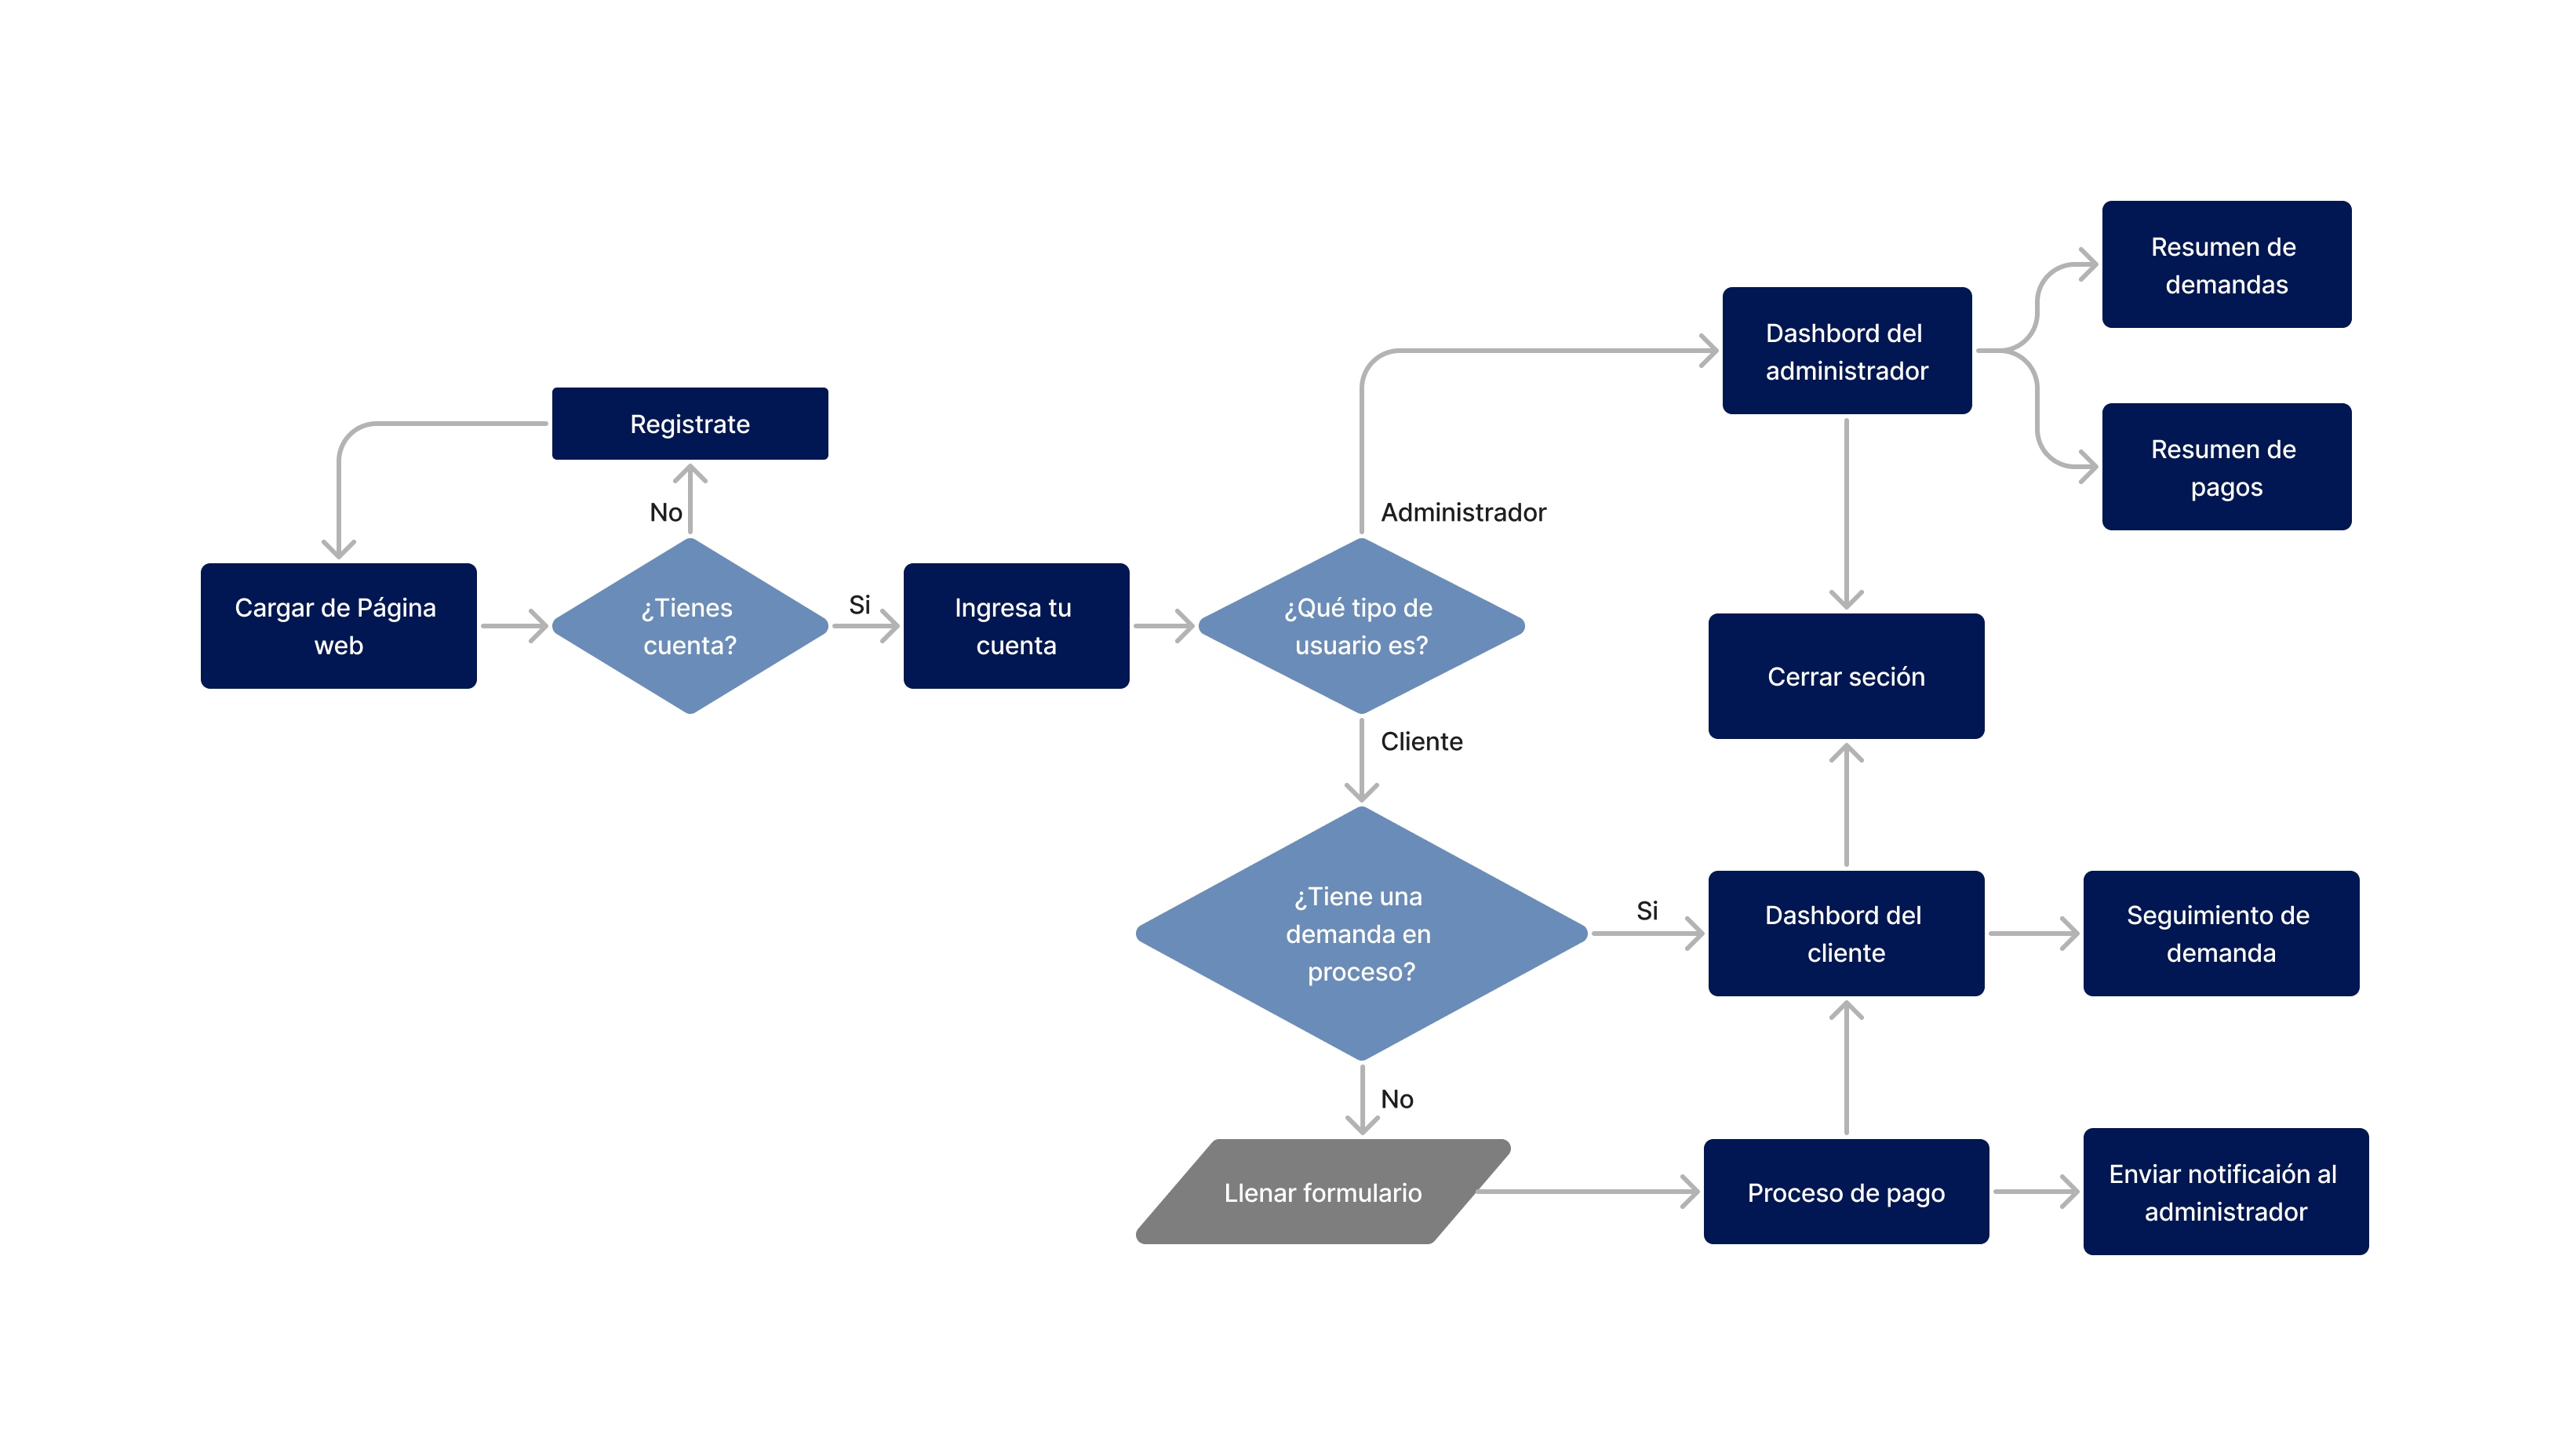 Registrate
No
Cargar de Página
web
¿Tienes
cuenta?
Si
Ingresa tu
cuenta
¿Qué tipo de
usuario es?
Administrador
Dashbord del
administrador
Resumen de
demandas
Resumen de
pagos
Cerrar seción
Cliente
¿Tiene una
demanda en
proceso?
Si
Dashbord del
cliente
Seguimiento de
demanda
No
Llenar formulario
Proceso de pago
Enviar notificaión al
administrador